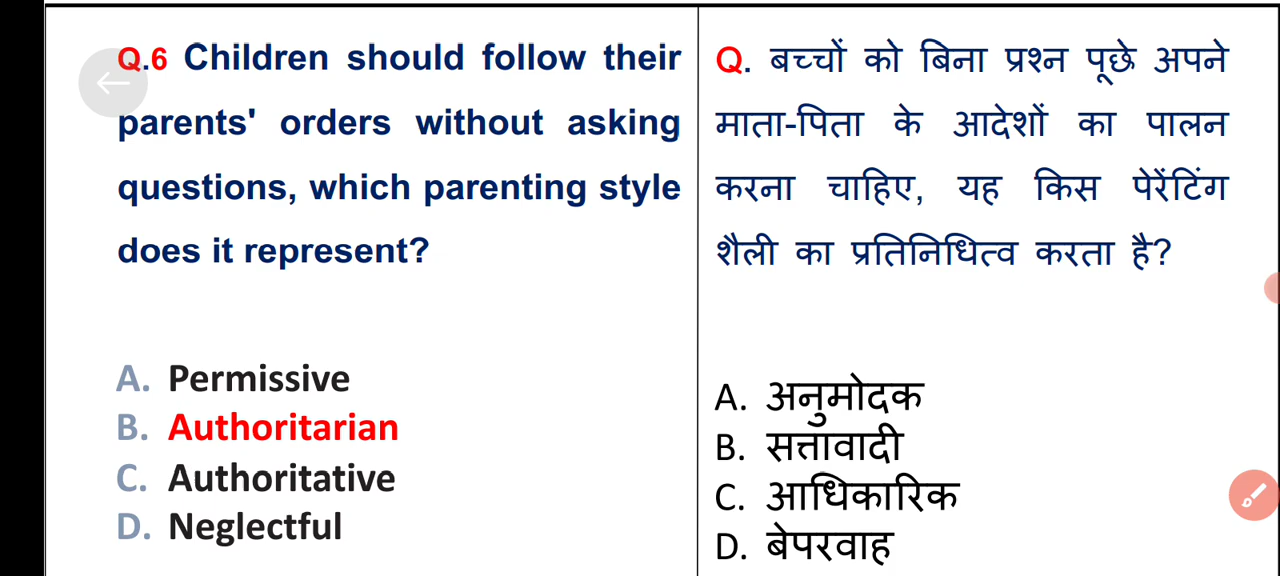 Q.6 Children should follow their
parents' orders without asking
questions, which parenting style
does it represent?
A. Permissive
B. Authoritarian
C. Authoritative
D. Neglectful
Q. बच्चों को बिना प्रश्न पूछे अपने
माता-पिता के आदेशों का पालन
करना चाहिए, यह किस पेरेंटिंग
शैली का प्रतिनिधित्व करता है?
A. अनुमोदक
B. सत्तावादी
C. आधिकारिक
D. बेपरवाह